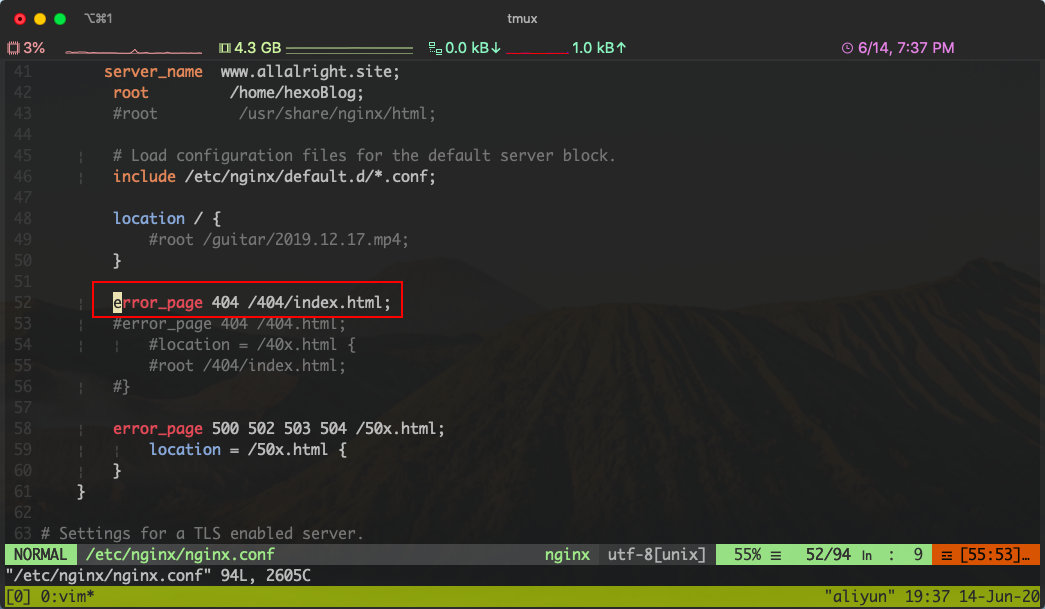 ⌥⌘1 tmux
3% 4.3 GB 0.0 kB↓ 1.0 kB↑ 6/14, 7:37 PM
41 server_name www.allalright.site;
42 root /home/hexoBlog;
43 #root /usr/share/nginx/html;
44
45 ¦ # Load configuration files for the default server block.
46 ¦ include /etc/nginx/default.d/*.conf;
47
48 location / {
49 #root /guitar/2019.12.17.mp4;
50 }
51
52 ¦ error_page 404 /404/index.html;
53 ¦ #error_page 404 /404.html;
54 ¦ ¦ #location = /40x.html {
55 #root /404/index.html;
56 ¦ #}
57
58 ¦ error_page 500 502 503 504 /50x.html;
59 ¦ ¦ location = /50x.html {
60 ¦ }
61 }
62
63 # Settings for a TLS enabled server.
NORMAL /etc/nginx/nginx.conf nginx utf-8[unix] 55% ≡ 52/94 ln : 9 ≡ [55:53]…
"/etc/nginx/nginx.conf" 94L, 2605C
[0] 0:vim* "aliyun" 19:37 14-Jun-20